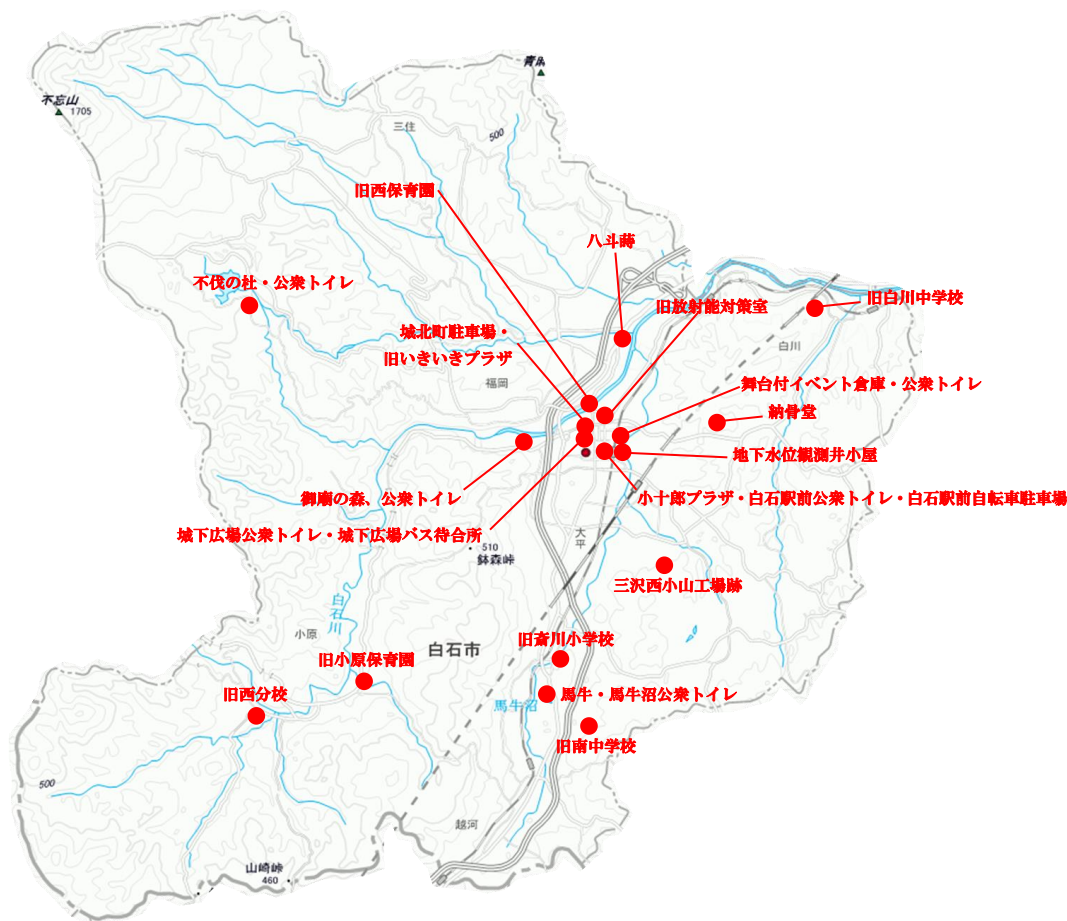 青麻
不忘山
1705
三住
500
旧西保育園
八斗蒔
不伐の杜・公衆トイレ
旧放射能対策室
旧白川中学校
城北町駐車場・
旧いきいきプラザ
白川
福岡
舞台付イベント倉庫・公衆トイレ
納骨堂
地下水位観測井小屋
御廟の森、公衆トイレ
小十郎プラザ・白石駅前公衆トイレ・白石駅前自転車駐車場
城下広場公衆トイレ・城下広場バス待合所
大平
510
鉢森峠
三沢西小山工場跡
白石川
小原
旧斎川小学校
白石市
旧小原保育園
旧西分校
馬牛・馬牛沼公衆トイレ
馬牛沼
旧南中学校
500
越河
山崎峠
460